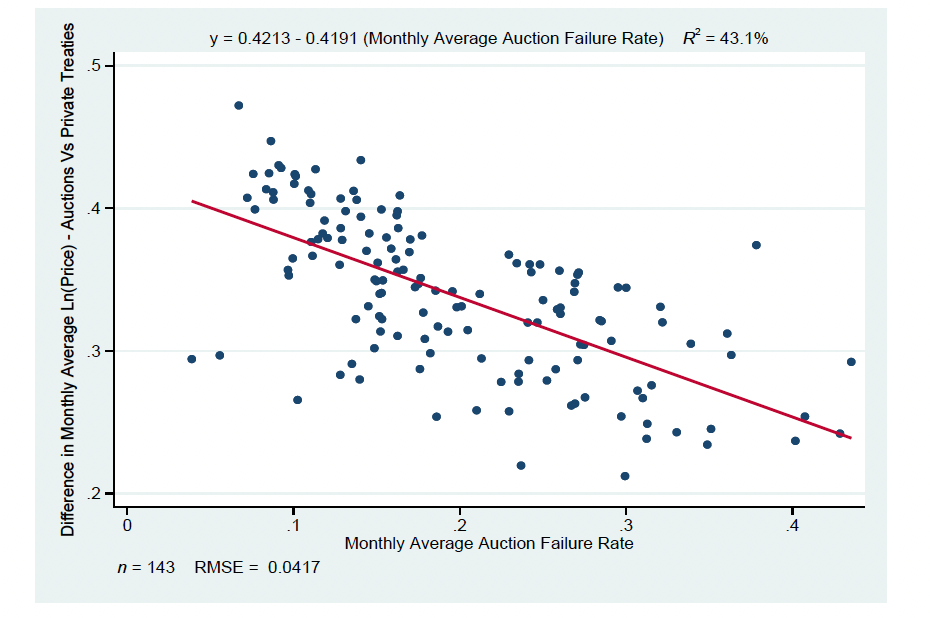 y = 0.4213 - 0.4191 (Monthly Average Auction Failure Rate) R² = 43.1%
Difference in Monthly Average Ln(Price) - Auctions Vs Private Treaties
.5
.4
.3
.2
0 .1 .2 .3 .4
Monthly Average Auction Failure Rate
n = 143 RMSE = 0.0417